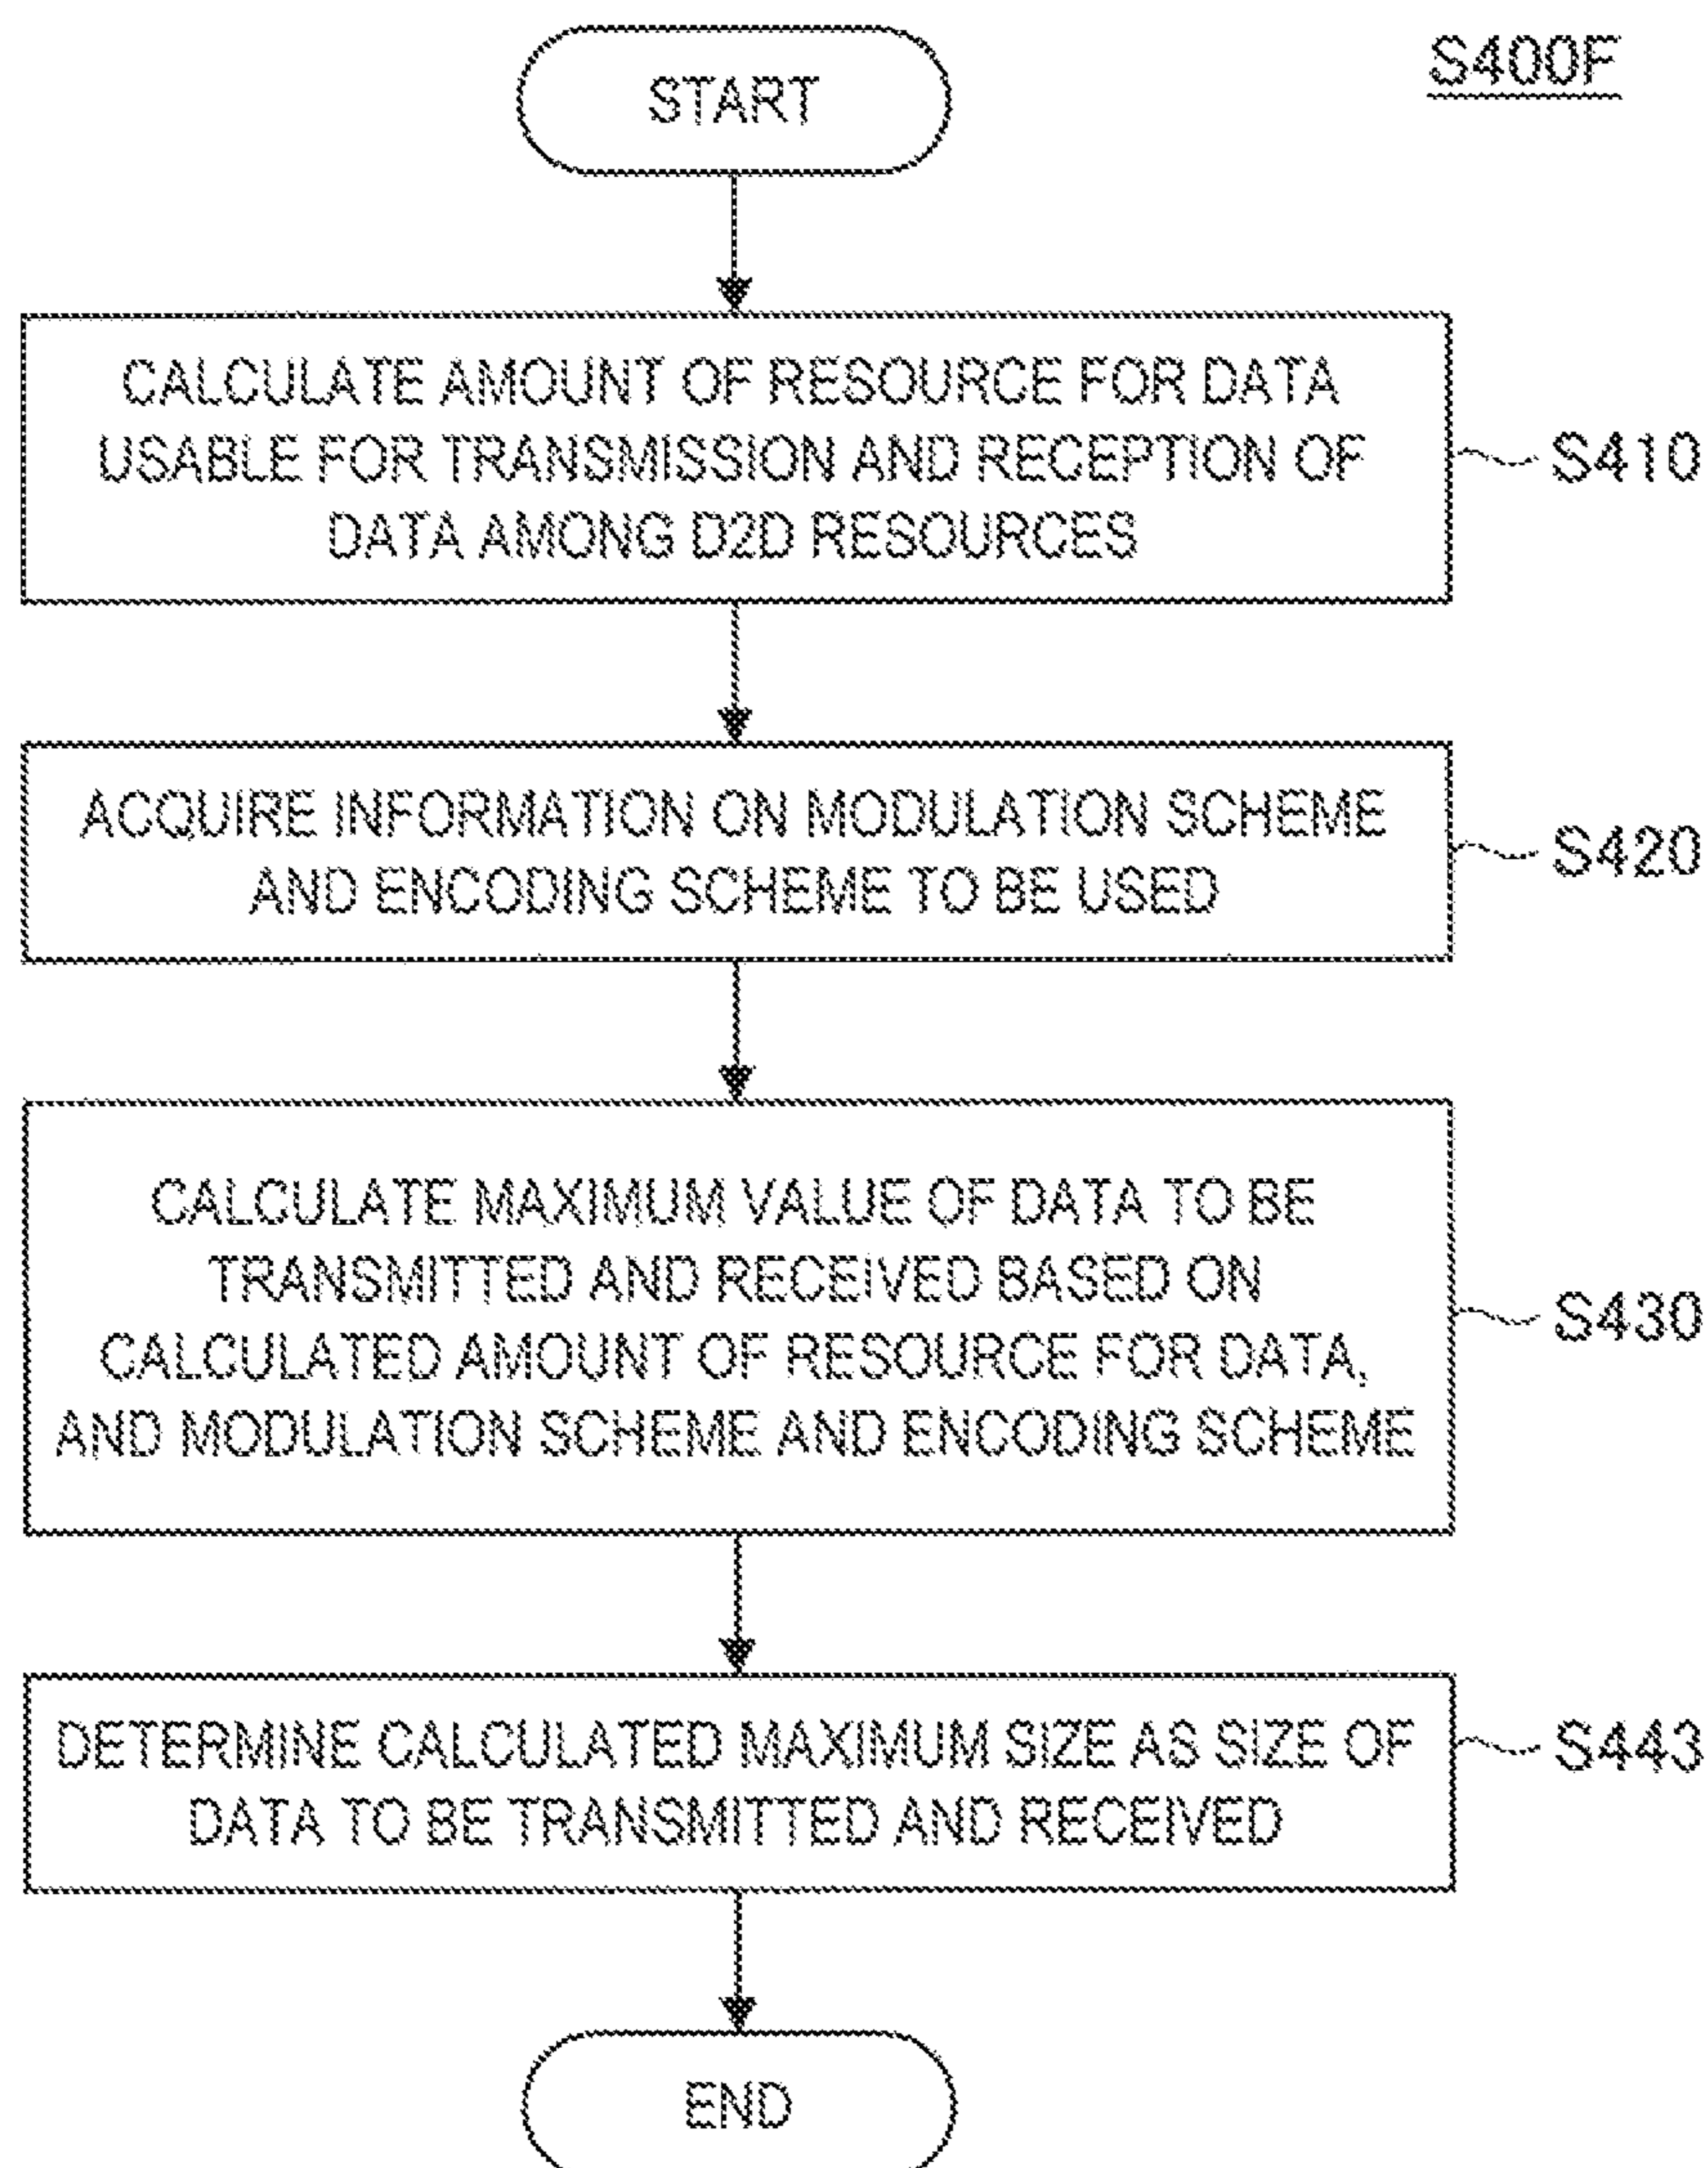 S400F
START
CALCULATE AMOUNT OF RESOURCE FOR DATA
USABLE FOR TRANSMISSION AND RECEPTION OF
DATA AMONG D2D RESOURCES
S410
ACQUIRE INFORMATION ON MODULATION SCHEME
AND ENCODING SCHEME TO BE USED
S420
CALCULATE MAXIMUM VALUE OF DATA TO BE
TRANSMITTED AND RECEIVED BASED ON
CALCULATED AMOUNT OF RESOURCE FOR DATA,
AND MODULATION SCHEME AND ENCODING SCHEME
S430
DETERMINE CALCULATED MAXIMUM SIZE AS SIZE OF
DATA TO BE TRANSMITTED AND RECEIVED
S443
END